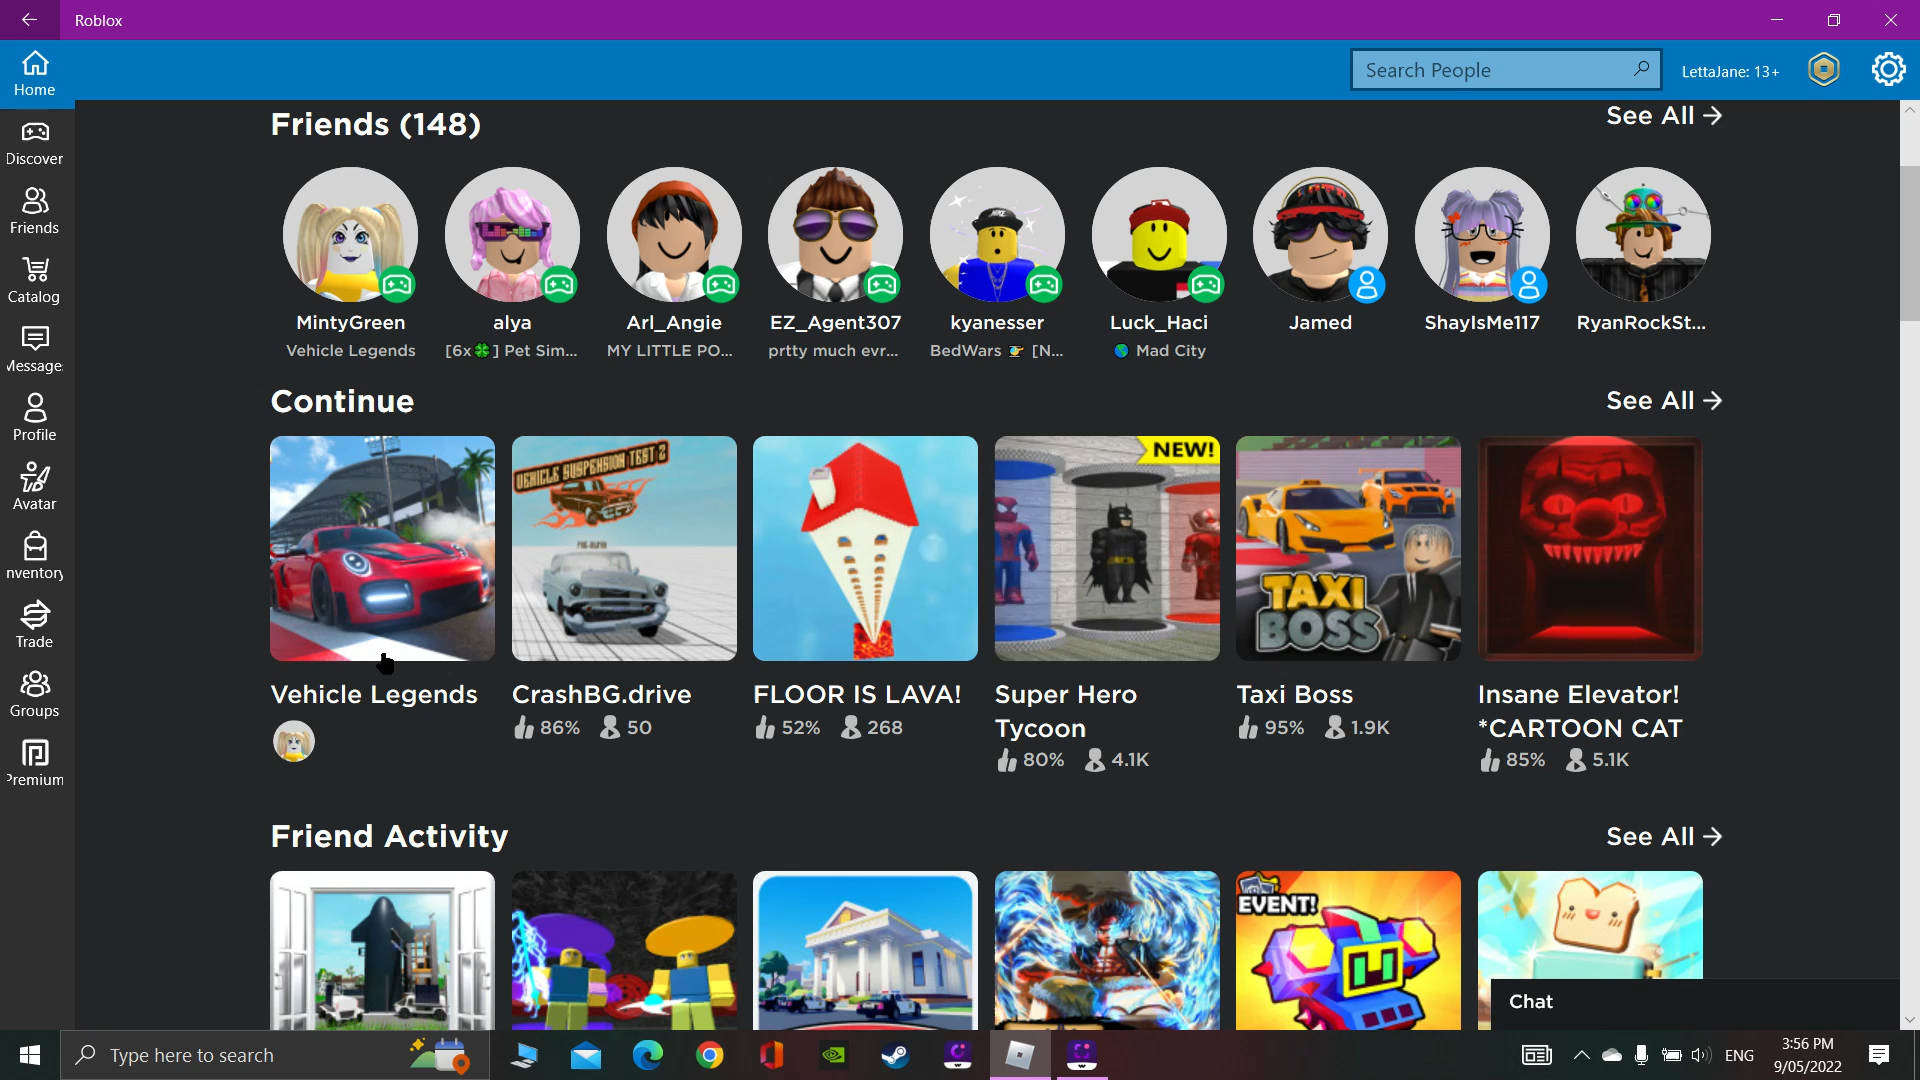 Roblox
Home
Search People
LettaJane: 13+
Discover
Friends
Catalog
Message
Profile
Avatar
nventory
Trade
Groups
Premium
Friends (148)
See All
MintyGreen
Vehicle Legends
alya
[6x🍀] Pet Sim...
Arl_Angie
MY LITTLE PO...
EZ_Agent307
prtty much evr...
kyanesser
BedWars [N...
Luck_Haci
Mad City
Jamed
ShayIsMe117
RyanRockSt...
Continue
See All
VEHICLE SUSPENSION TEST 2
NEW!
TAXI
BOSS
Vehicle Legends
CrashBG.drive
86% 50
FLOOR IS LAVA!
52% 268
Super Hero
Tycoon
80% 4.1K
Taxi Boss
95% 1.9K
Insane Elevator!
*CARTOON CAT
85% 5.1K
Friend Activity
See All
EVENT!
Chat
Type here to search
ENG
3:56 PM
9/05/2022